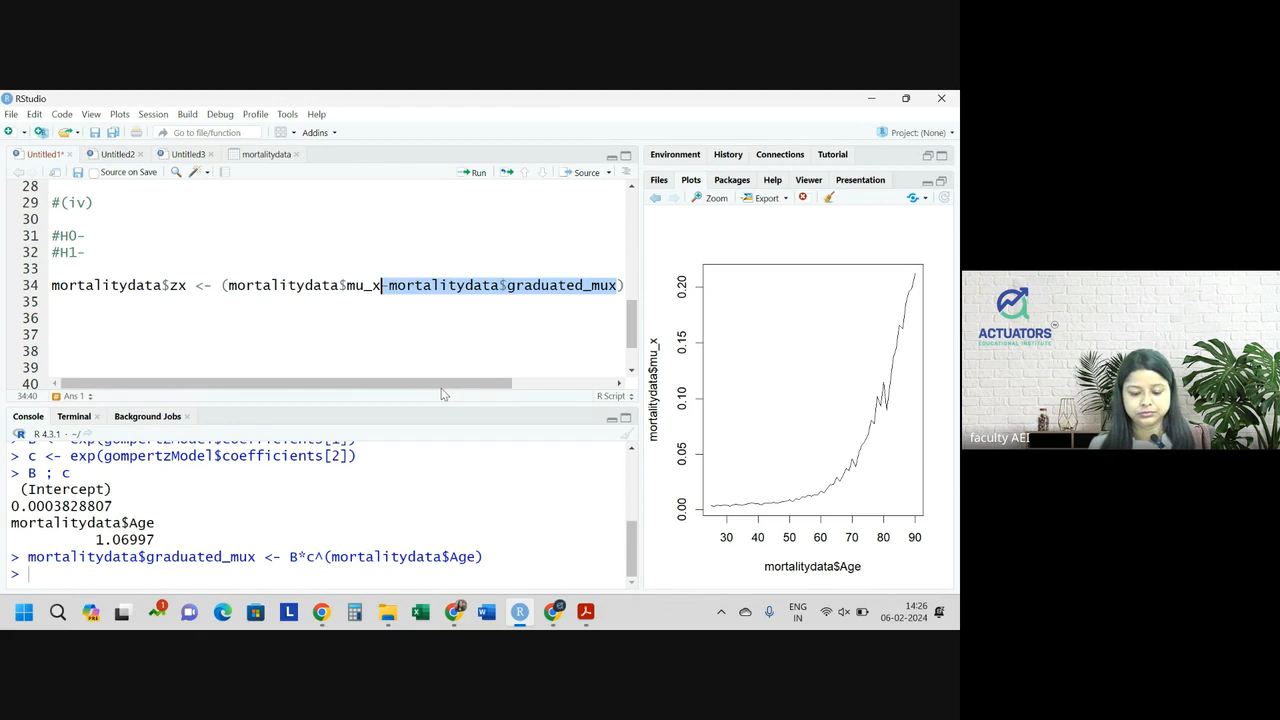 RStudio
File Edit Code View Plots Session Build Debug Profile Tools Help
Go to file/function Addins Project: (None)
Untitled1* Untitled2 Untitled3 mortalitydata
Source on Save Run Source
28
29 #(iv)
30
31 #H0-
32 #H1-
33
34 mortalitydata$zx <- (mortalitydata$mu_x-mortalitydata$graduated_mux)
35
36
37
38
39
40
34:40 Ans 1 R Script
Console Terminal Background Jobs
R 4.3.1 · ~/
> B <- exp(gompertzModel$coefficients[1])
> c <- exp(gompertzModel$coefficients[2])
> B ; c
(Intercept)
0.0003828807
mortalitydata$Age
1.06997
> mortalitydata$graduated_mux <- B*c^(mortalitydata$Age)
>
Environment History Connections Tutorial
Files Plots Packages Help Viewer Presentation
Zoom Export
mortalitydata$mu_x
0.00 0.05 0.10 0.15 0.20
30 40 50 60 70 80 90
mortalitydata$Age
ACTUATORS
EDUCATIONAL INSTITUTE
faculty AEI
ENG
IN
14:26
06-02-2024